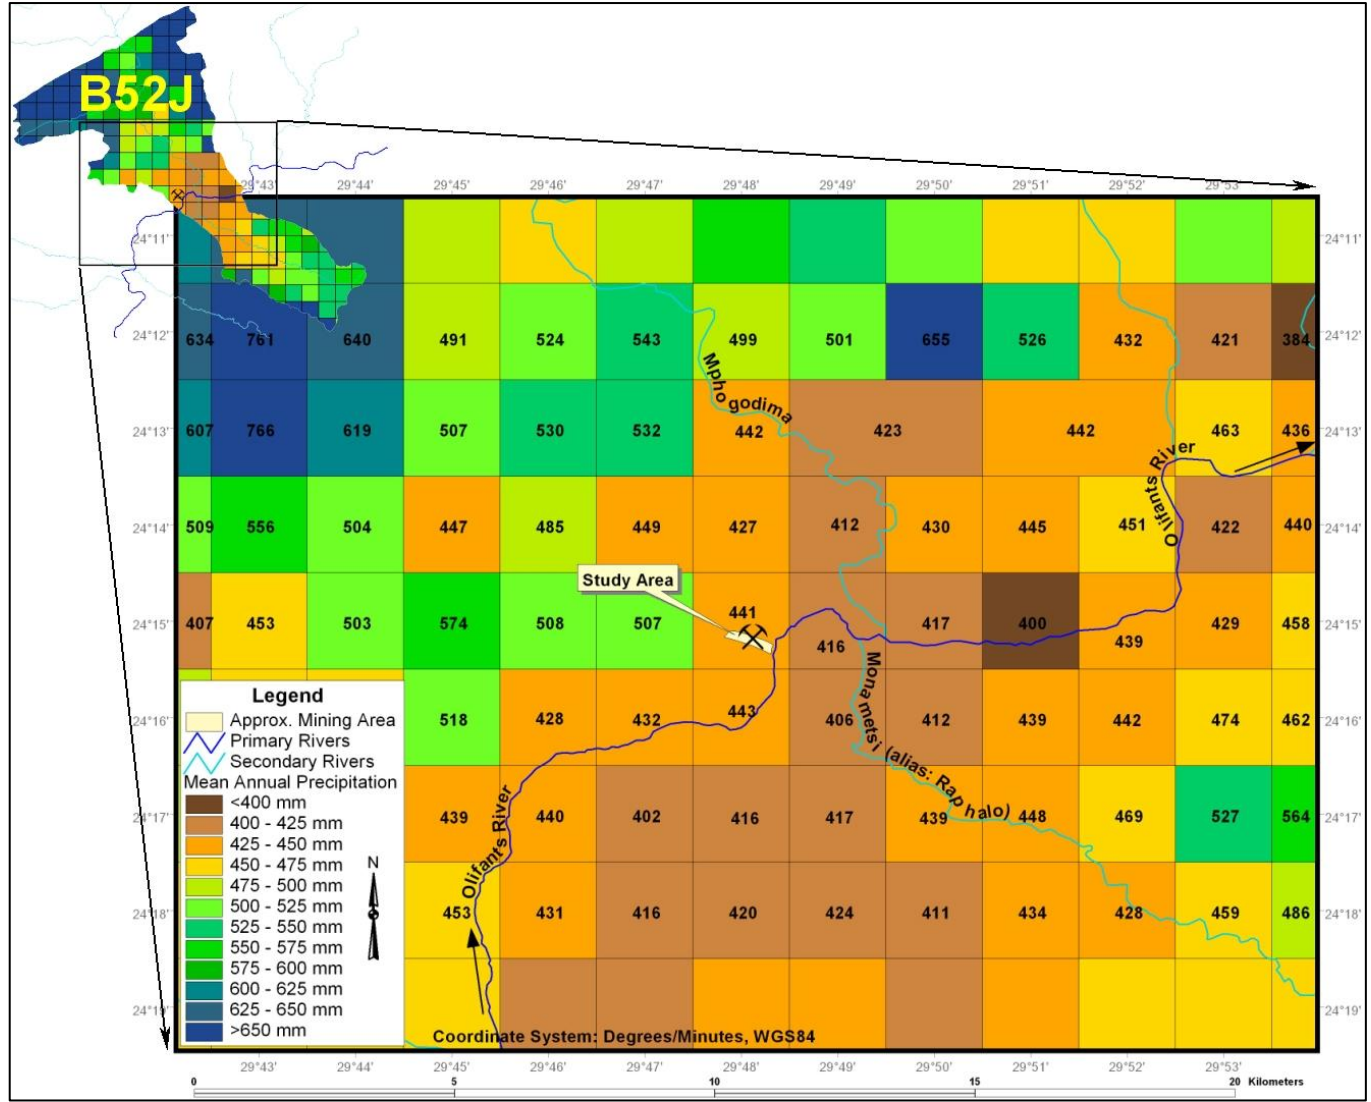 B52J
29°43' 29°44' 29°45' 29°46' 29°47' 29°48' 29°49' 29°50' 29°51' 29°52' 29°53'
24°11' 24°11'
24°12' 634 761 640 491 524 543 499 501 655 526 432 421 384 24°12'
Mphogodima
24°13' 607 766 619 507 530 532 442 423 442 463 436 24°13'
Olifants River
24°14' 509 556 504 447 485 449 427 412 430 445 451 422 440 24°14'
Study Area
24°15' 407 453 503 574 508 507 441 416 417 400 439 429 458 24°15'
Monametsi (alias: Raphalo)
24°16' 518 428 432 443 406 412 439 442 474 462 24°16'
24°17' 439 440 402 416 417 439 448 469 527 564 24°17'
Olifants River
24°18' 453 431 416 420 424 411 434 428 459 486 24°18'
24°19' 24°19'
Legend
Approx. Mining Area
Primary Rivers
Secondary Rivers
Mean Annual Precipitation
<400 mm
400 - 425 mm
425 - 450 mm
450 - 475 mm
475 - 500 mm
500 - 525 mm
525 - 550 mm
550 - 575 mm
575 - 600 mm
600 - 625 mm
625 - 650 mm
>650 mm
N
Coordinate System: Degrees/Minutes, WGS84
29°43' 29°44' 29°45' 29°46' 29°47' 29°48' 29°49' 29°50' 29°51' 29°52' 29°53'
0 5 10 15 20 Kilometers